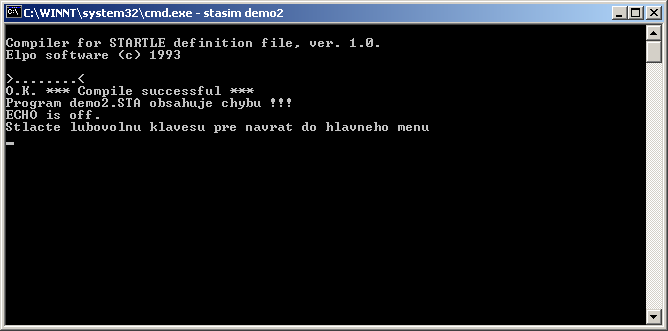 C:\WINNT\system32\cmd.exe - stasim demo2
Compiler for STARTLE definition file, ver. 1.0.
Elpo software (c) 1993
>........<
O.K. *** Compile successful ***
Program demo2.STA obsahuje chybu !!!
ECHO is off.
Stlacte lubovolnu klavesu pre navrat do hlavneho menu